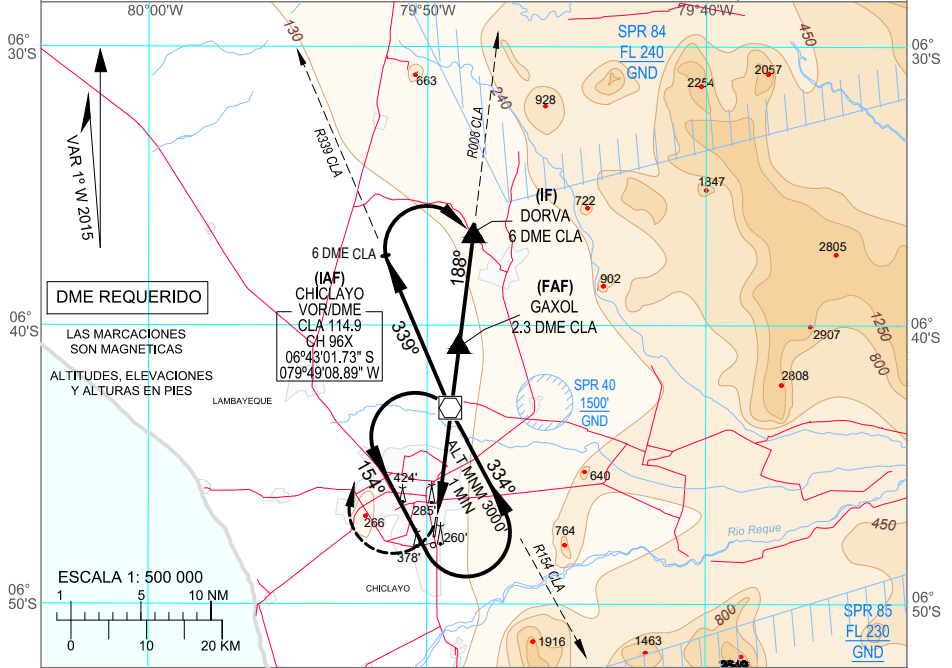 80°00'W
79°50'W
79°40'W
06°
30'
S
06°
30'
S
130
SPR 84
FL 240
GND
450
240
663
928
2254
2057
VAR 1° W 2015
R339 CLA
R008 CLA
1847
722
(IF)
DORVA
6 DME CLA
6 DME CLA
188º
2805
902
DME REQUERIDO
(IAF)
CHICLAYO
VOR/DME
CLA 114.9
CH 96X
06°43'01.73" S
079°49'08.89" W
(FAF)
GAXOL
2.3 DME CLA
339º
06°
40'
S
06°
40'
S
LAS MARCACIONES
SON MAGNETICAS
ALTITUDES, ELEVACIONES
Y ALTURAS EN PIES
2907
1250
800
2808
LAMBAYEQUE
SPR 40
1500'
GND
154º
ALT MNM 3000'
1 MIN
334º
424'
285'
266
260'
378'
640
764
Rio Reque
450
R154 CLA
CHICLAYO
ESCALA 1: 500 000
1 5 10 NM
0 10 20 KM
06°
50'
S
06°
50'
S
800
SPR 85
FL 230
GND
1916
1463